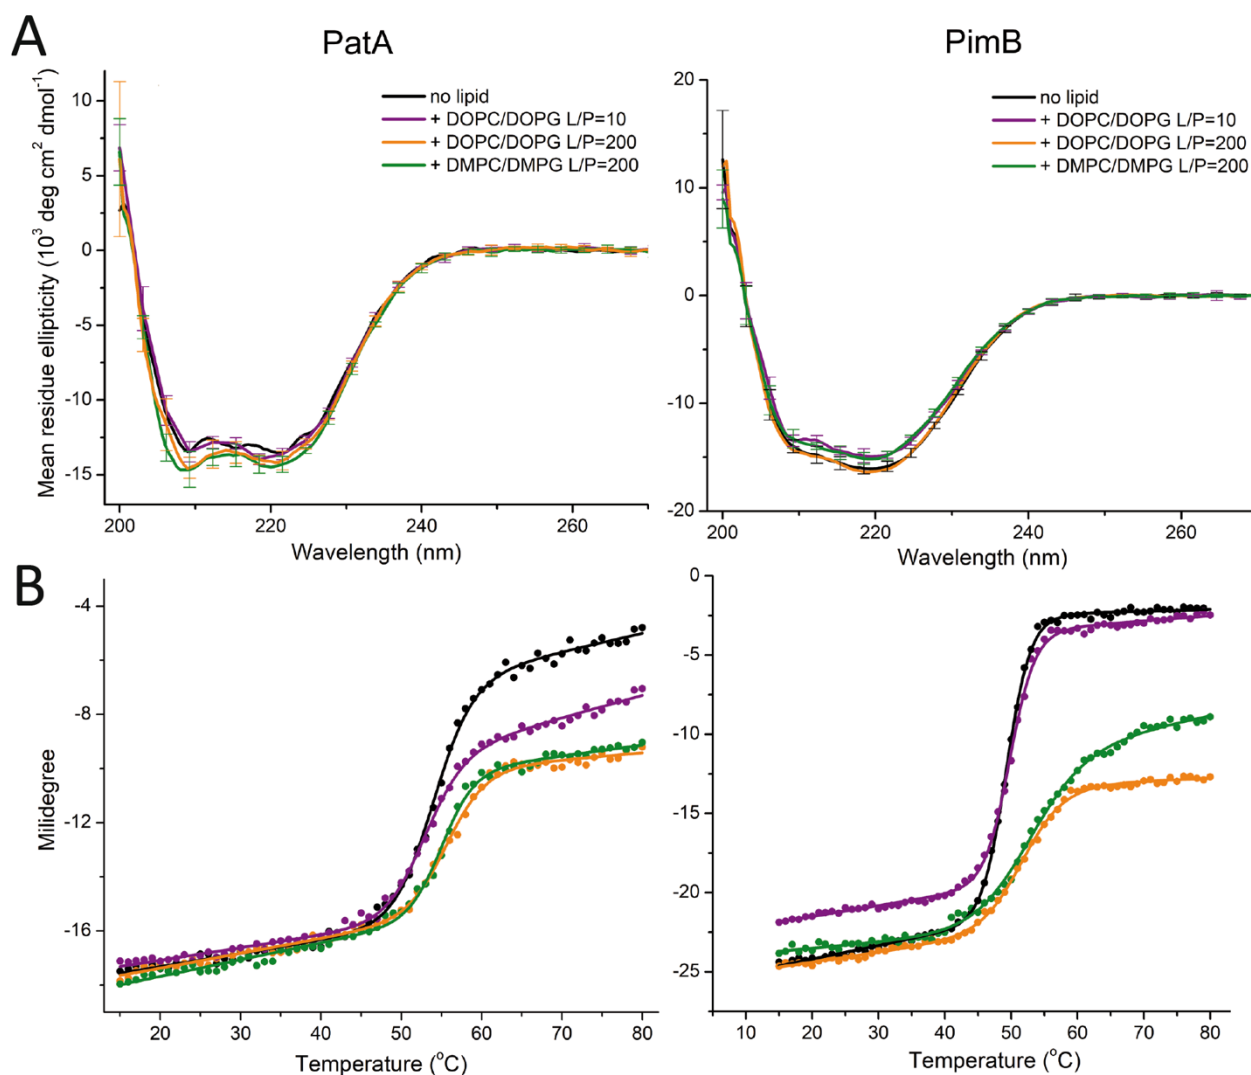 A
PatA
PimB
Mean residue ellipticity (10³ deg cm² dmol⁻¹)
10
5
0
-5
-10
-15
no lipid
+ DOPC/DOPG L/P=10
+ DOPC/DOPG L/P=200
+ DMPC/DMPG L/P=200
200
220
240
260
Wavelength (nm)
20
10
0
-10
-20
no lipid
+ DOPC/DOPG L/P=10
+ DOPC/DOPG L/P=200
+ DMPC/DMPG L/P=200
200
220
240
260
Wavelength (nm)
B
Milidegree
-4
-8
-12
-16
20
30
40
50
60
70
80
Temperature (°C)
0
-5
-10
-15
-20
-25
10
20
30
40
50
60
70
80
Temperature (°C)